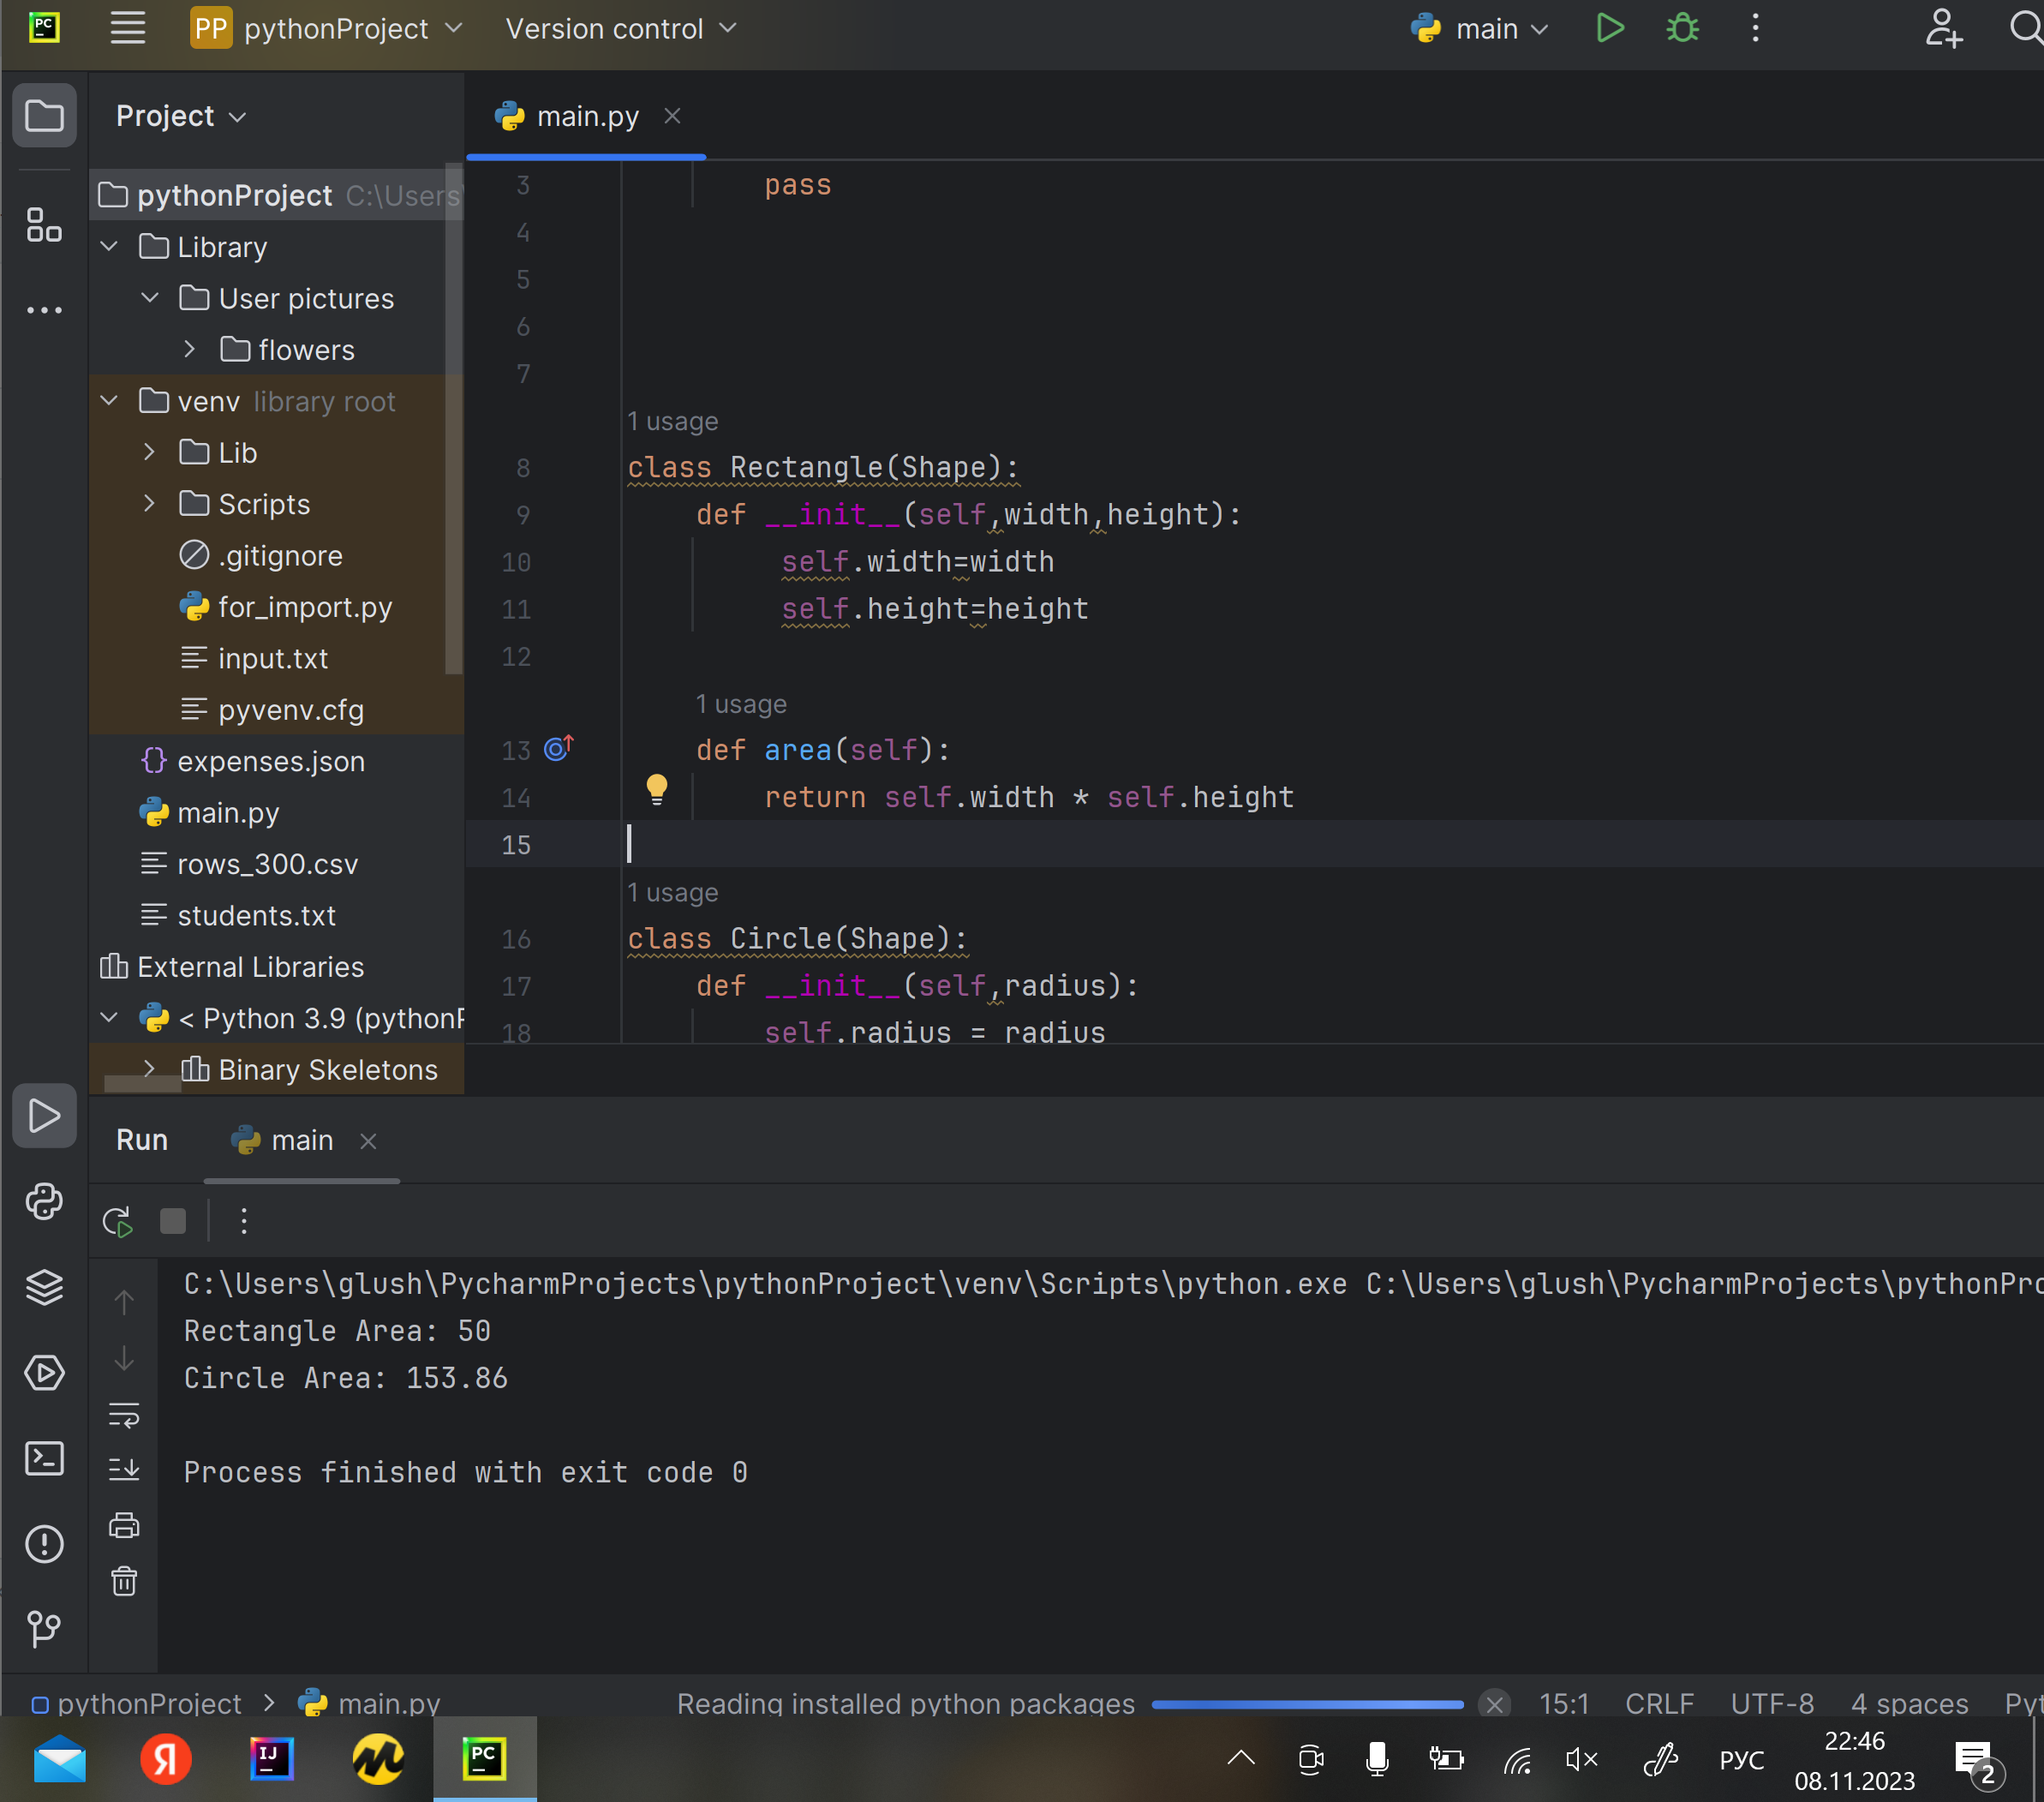 PC
PP pythonProject
Version control
main
Project
main.py
pythonProject C:\Users
Library
User pictures
flowers
venv library root
Lib
Scripts
.gitignore
for_import.py
input.txt
pyvenv.cfg
expenses.json
main.py
rows_300.csv
students.txt
External Libraries
< Python 3.9 (pythonP
Binary Skeletons
3 pass
4
5
6
7
1 usage
8 class Rectangle(Shape):
9 def __init__(self,width,height):
10 self.width=width
11 self.height=height
12
1 usage
13 def area(self):
14 return self.width * self.height
15
1 usage
16 class Circle(Shape):
17 def __init__(self,radius):
18 self.radius = radius
Run
main
C:\Users\glush\PycharmProjects\pythonProject\venv\Scripts\python.exe C:\Users\glush\PycharmProjects\pythonPro
Rectangle Area: 50
Circle Area: 153.86
Process finished with exit code 0
pythonProject > main.py
Reading installed python packages
15:1 CRLF UTF-8 4 spaces Pyt
Я
IJ
PC
РУС
22:46
08.11.2023
2